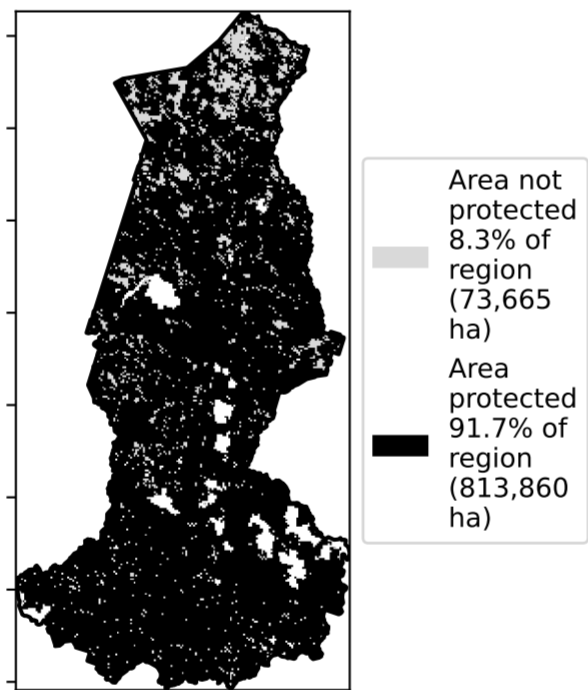 Area not
protected
8.3% of
region
(73,665
ha)
Area
protected
91.7% of
region
(813,860
ha)